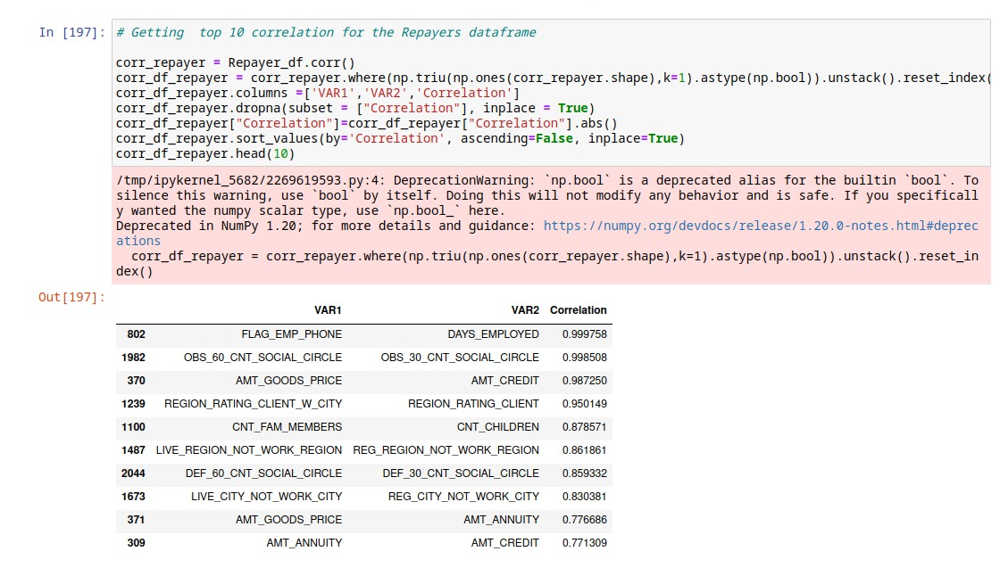 In [197]: # Getting  top 10 correlation for the Repayers dataframe
corr_repayer = Repayer_df.corr()
corr_df_repayer = corr_repayer.where(np.triu(np.ones(corr_repayer.shape),k=1).astype(np.bool)).unstack().reset_index(
corr_df_repayer.columns =['VAR1','VAR2','Correlation']
corr_df_repayer.dropna(subset = ["Correlation"], inplace = True)
corr_df_repayer["Correlation"]=corr_df_repayer["Correlation"].abs()
corr_df_repayer.sort_values(by='Correlation', ascending=False, inplace=True)
corr_df_repayer.head(10)
/tmp/ipykernel_5682/2269619593.py:4: DeprecationWarning: `np.bool` is a deprecated alias for the builtin `bool`. To
silence this warning, use `bool` by itself. Doing this will not modify any behavior and is safe. If you specificall
y wanted the numpy scalar type, use `np.bool_` here.
Deprecated in NumPy 1.20; for more details and guidance: https://numpy.org/devdocs/release/1.20.0-notes.html#deprec
ations
  corr_df_repayer = corr_repayer.where(np.triu(np.ones(corr_repayer.shape),k=1).astype(np.bool)).unstack().reset_in
dex()
Out[197]:
VAR1 VAR2 Correlation
802 FLAG_EMP_PHONE DAYS_EMPLOYED 0.999758
1982 OBS_60_CNT_SOCIAL_CIRCLE OBS_30_CNT_SOCIAL_CIRCLE 0.998508
370 AMT_GOODS_PRICE AMT_CREDIT 0.987250
1239 REGION_RATING_CLIENT_W_CITY REGION_RATING_CLIENT 0.950149
1100 CNT_FAM_MEMBERS CNT_CHILDREN 0.878571
1487 LIVE_REGION_NOT_WORK_REGION REG_REGION_NOT_WORK_REGION 0.861861
2044 DEF_60_CNT_SOCIAL_CIRCLE DEF_30_CNT_SOCIAL_CIRCLE 0.859332
1673 LIVE_CITY_NOT_WORK_CITY REG_CITY_NOT_WORK_CITY 0.830381
371 AMT_GOODS_PRICE AMT_ANNUITY 0.776686
309 AMT_ANNUITY AMT_CREDIT 0.771309